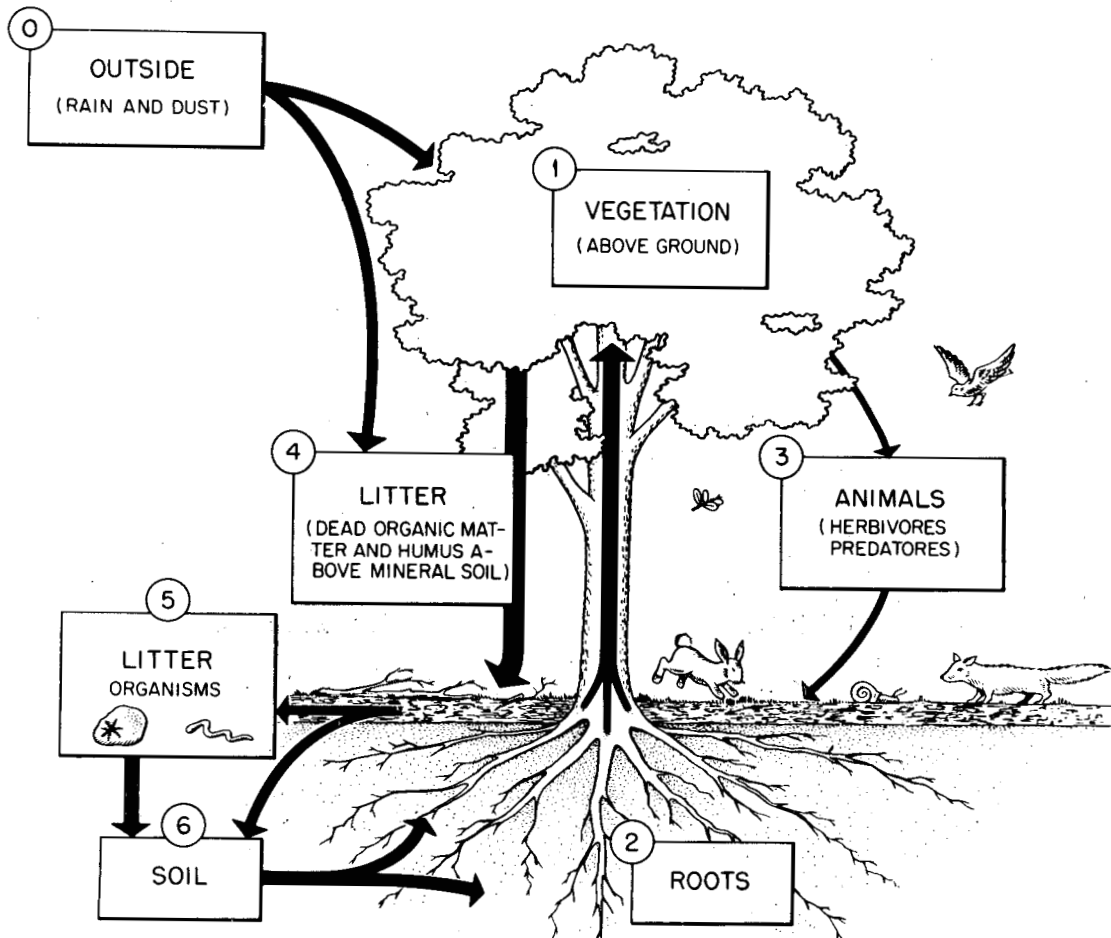 0
OUTSIDE
(RAIN AND DUST)
1
VEGETATION
(ABOVE GROUND)
4
LITTER
(DEAD ORGANIC MAT-
TER AND HUMUS A-
BOVE MINERAL SOIL)
3
ANIMALS
(HERBIVORES
PREDATORES)
5
LITTER
ORGANISMS
6
SOIL
2
ROOTS